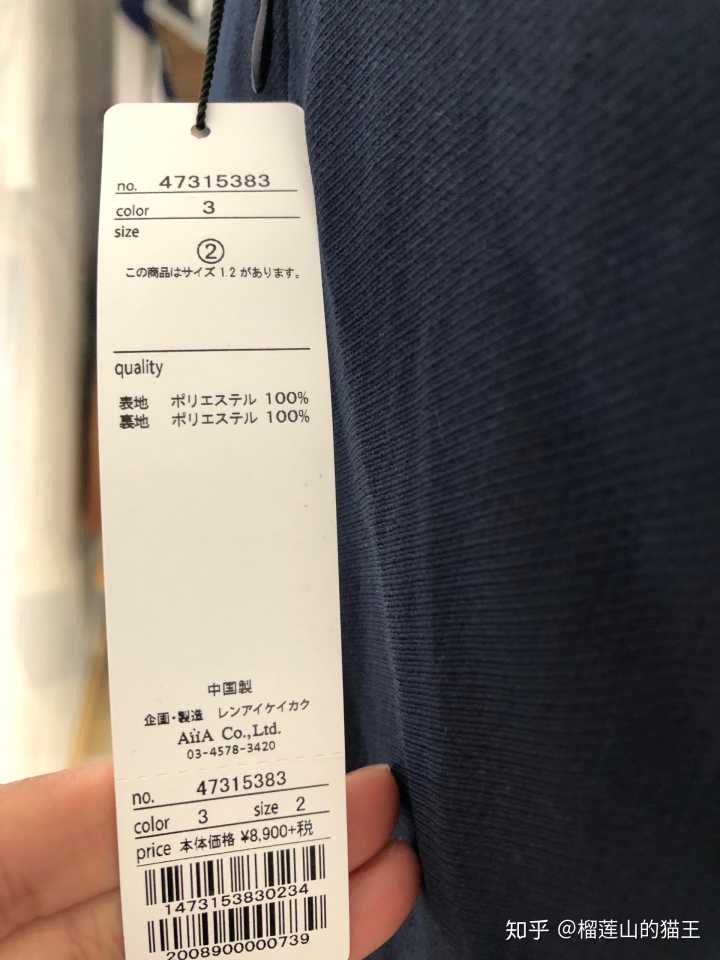 no. 47315383
color 3
size
②
この商品はサイズ 1.2 があります。
quality
表地 ポリエステル 100%
裏地 ポリエステル 100%
中国製
企画・製造 レンアイケイカク
AiiA Co.,Ltd.
03-4578-3420
no. 47315383
color 3 size 2
price 本体価格 ¥8,900+税
1473153830234
2008900000739
知乎 @榴莲山的猫王